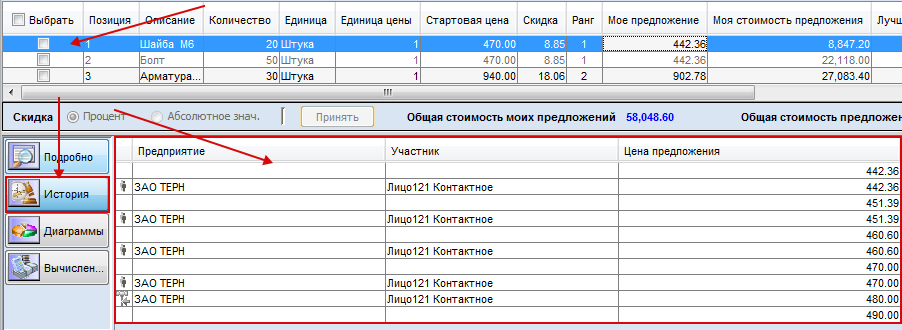 Выбрать Позиция Описание Количество Единица Единица цены Стартовая цена Скидка Ранг Мое предложение Моя стоимость предложения Лучш
1 Шайба М6 20 Штука 1 470.00 8.85 1 442.36 8,847.20
2 Болт 50 Штука 1 470.00 8.85 1 442.36 22,118.00
3 Арматура... 30 Штука 1 940.00 18.06 2 902.78 27,083.40
Скидка Процент Абсолютное знач. Принять Общая стоимость моих предложений 58,048.60 Общая стоимость предложен
Подробно
История
Диаграммы
Вычислен...
Предприятие Участник Цена предложения
442.36
ЗАО ТЕРН Лицо121 Контактное 442.36
451.39
ЗАО ТЕРН Лицо121 Контактное 451.39
460.60
ЗАО ТЕРН Лицо121 Контактное 460.60
470.00
ЗАО ТЕРН Лицо121 Контактное 470.00
ЗАО ТЕРН Лицо121 Контактное 480.00
490.00